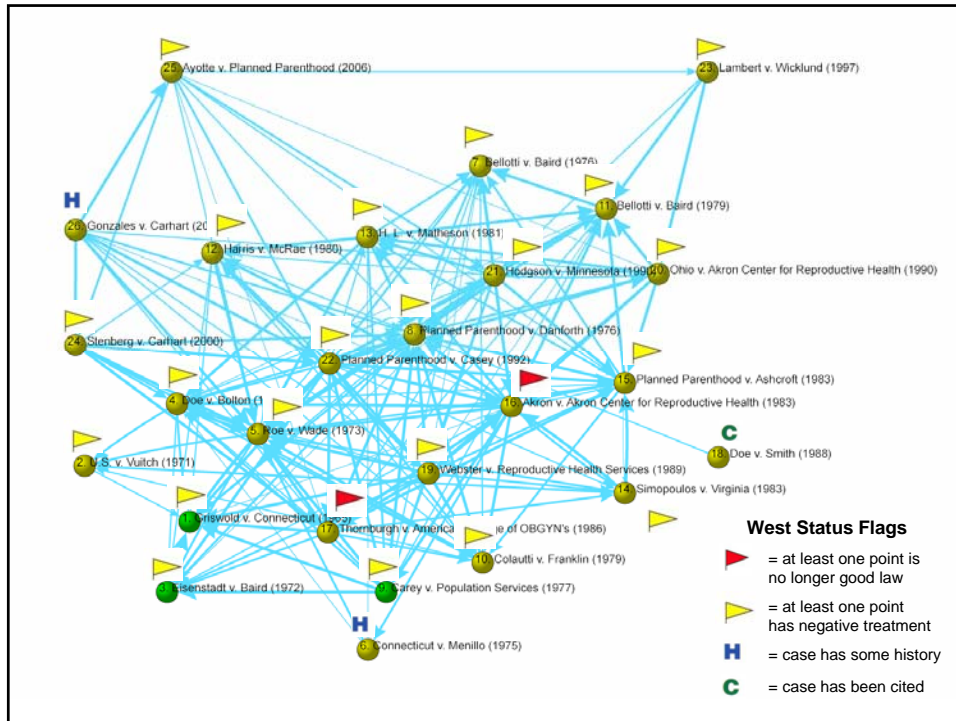 25. Ayotte v. Planned Parenthood (2006)
23. Lambert v. Wicklund (1997)
7. Bellotti v. Baird (1976)
11. Bellotti v. Baird (1979)
H
26. Gonzales v. Carhart
13. H. L. v. Matheson (1981)
12. Harris v. McRae (1980)
21. Hodgson v. Minnesota
20. Ohio v. Akron Center for Reproductive Health (1990)
8. Planned Parenthood v. Danforth (1976)
24. Stenberg v. Carhart (2000)
22. Planned Parenthood v. Casey (1992)
15. Planned Parenthood v. Ashcroft (1983)
4. Doe v. Bolton
16. Akron v. Akron Center for Reproductive Health (1983)
5. Roe v. Wade (1973)
C
18. Doe v. Smith (1988)
2. U.S. v. Vuitch (1971)
19. Webster v. Reproductive Health Services (1989)
14. Simopoulos v. Virginia (1983)
1. Griswold v. Connecticut (1965)
17. Thornburgh v. America
ge of OBGYN's (1986)
10. Colautti v. Franklin (1979)
3. Eisenstadt v. Baird (1972)
9. Carey v. Population Services (1977)
H
6. Connecticut v. Menillo (1975)
West Status Flags
= at least one point is
no longer good law
= at least one point
has negative treatment
H = case has some history
C = case has been cited